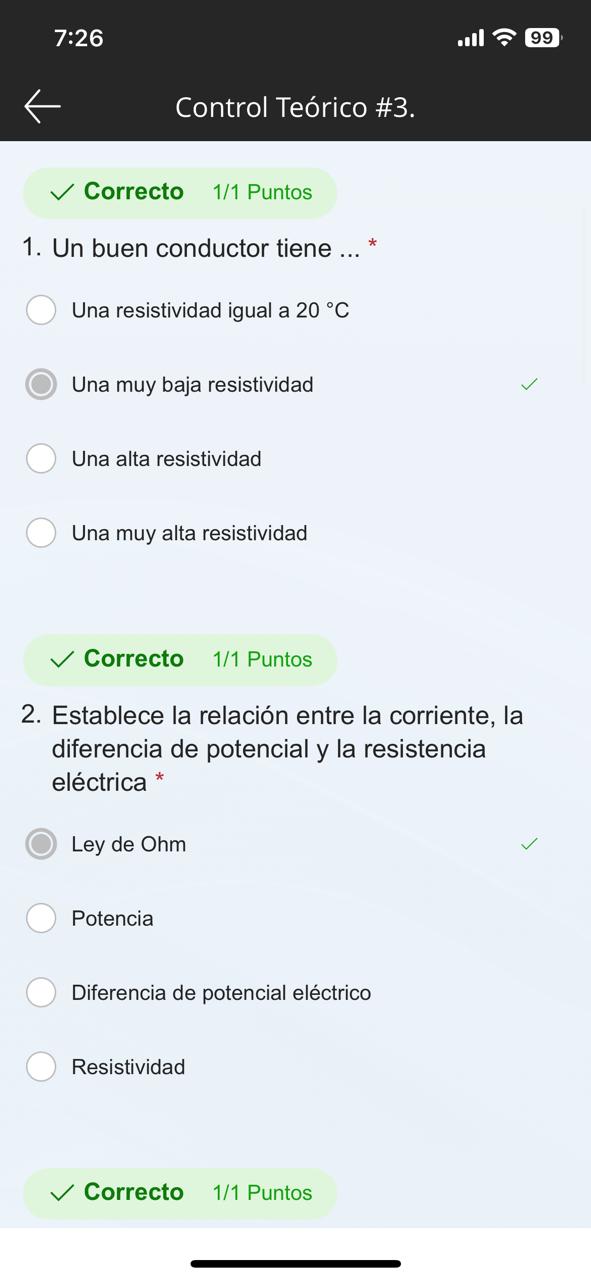 7:26
99
Control Teórico #3.
Correcto 1/1 Puntos
1. Un buen conductor tiene ... *
Una resistividad igual a 20 °C
Una muy baja resistividad
Una alta resistividad
Una muy alta resistividad
Correcto 1/1 Puntos
2. Establece la relación entre la corriente, la
diferencia de potencial y la resistencia
eléctrica *
Ley de Ohm
Potencia
Diferencia de potencial eléctrico
Resistividad
Correcto 1/1 Puntos